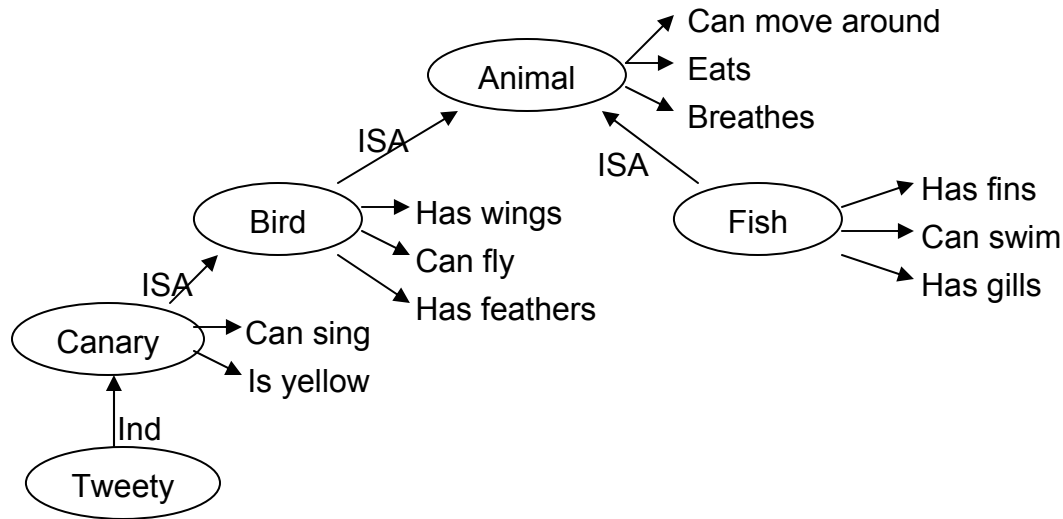 Can move around
Animal
Eats
Breathes
ISA
ISA
Bird
Has wings
Can fly
Has feathers
Fish
Has fins
Can swim
Has gills
ISA
Canary
Can sing
Is yellow
Ind
Tweety